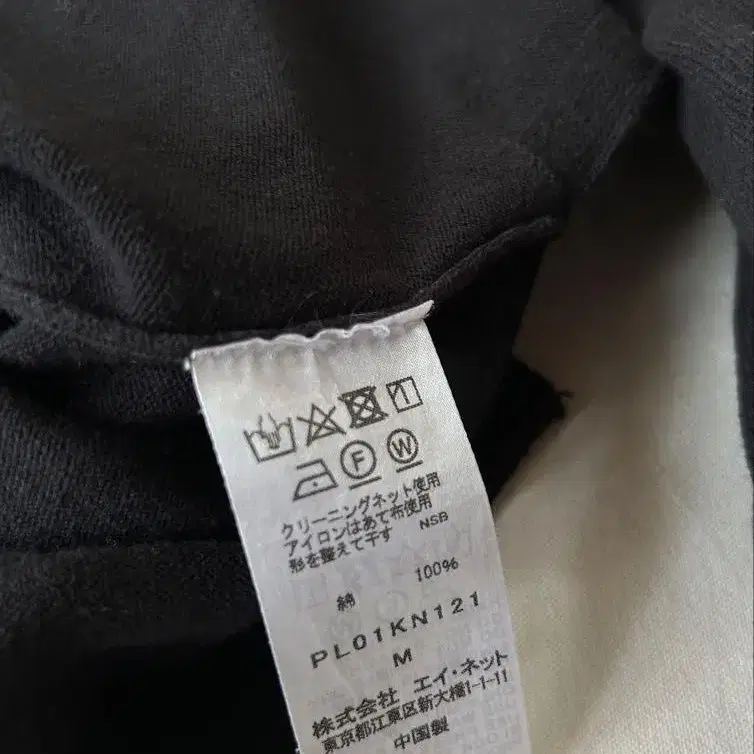 F W
クリーニングネット使用
アイロンはあて布使用
形を整えて干す NSB
綿 100%
PL01KN121
M
株式会社 エイ・ネット
東京都江東区新大橋1-1-11
中国製